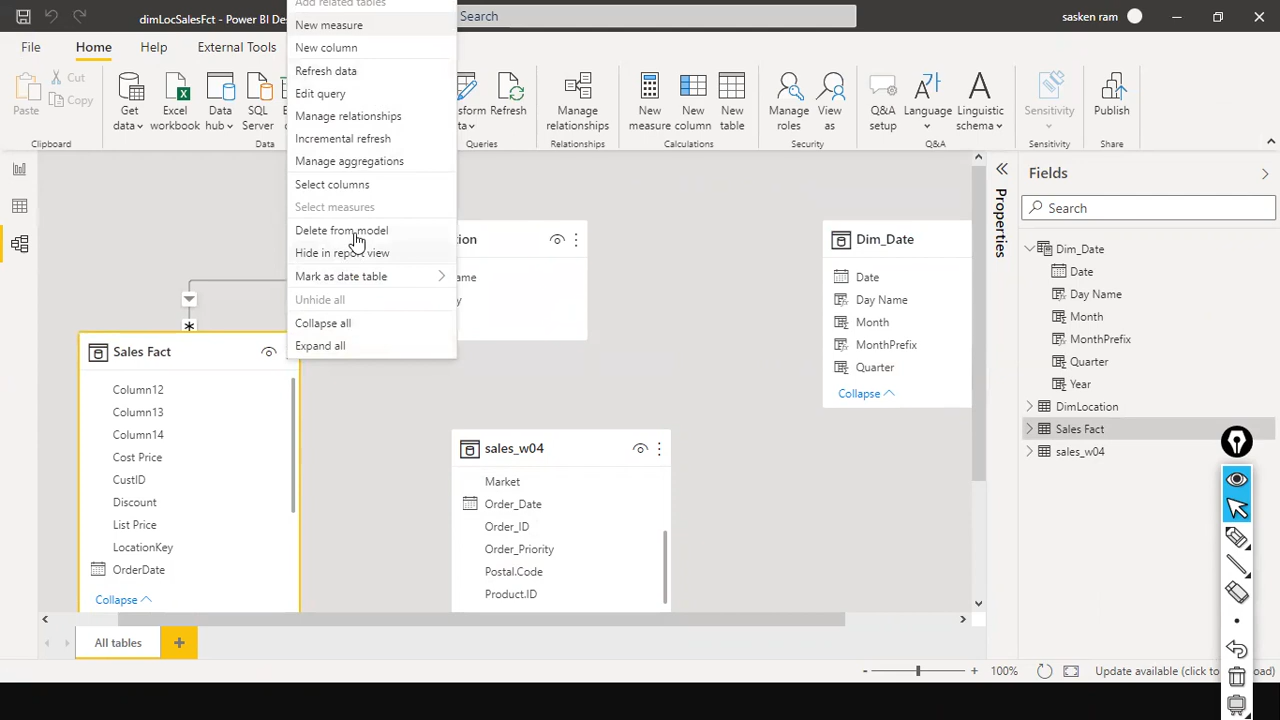 dimLocSalesFct - Power BI Des
Search
sasken ram
File
Home
Help
External Tools
Paste
Cut
Copy
Clipboard
Get data
Excel workbook
Data hub
SQL Server
Data
Refresh
Queries
Manage relationships
Relationships
New measure
New column
New table
Calculations
Manage roles
View as
Security
Q&A setup
Language
Linguistic schema
Q&A
Sensitivity
Sensitivity
Publish
Share
Add related tables
New measure
New column
Refresh data
Edit query
Manage relationships
Incremental refresh
Manage aggregations
Select columns
Select measures
Delete from model
Hide in report view
Mark as date table
Unhide all
Collapse all
Expand all
Sales Fact
Column12
Column13
Column14
Cost Price
CustID
Discount
List Price
LocationKey
OrderDate
Collapse
sales_w04
Market
Order_Date
Order_ID
Order_Priority
Postal.Code
Product.ID
Dim_Date
Date
Day Name
Month
MonthPrefix
Quarter
Collapse
Properties
Fields
Search
Dim_Date
Date
Day Name
Month
MonthPrefix
Quarter
Year
DimLocation
Sales Fact
sales_w04
All tables
100%
Update available (click to